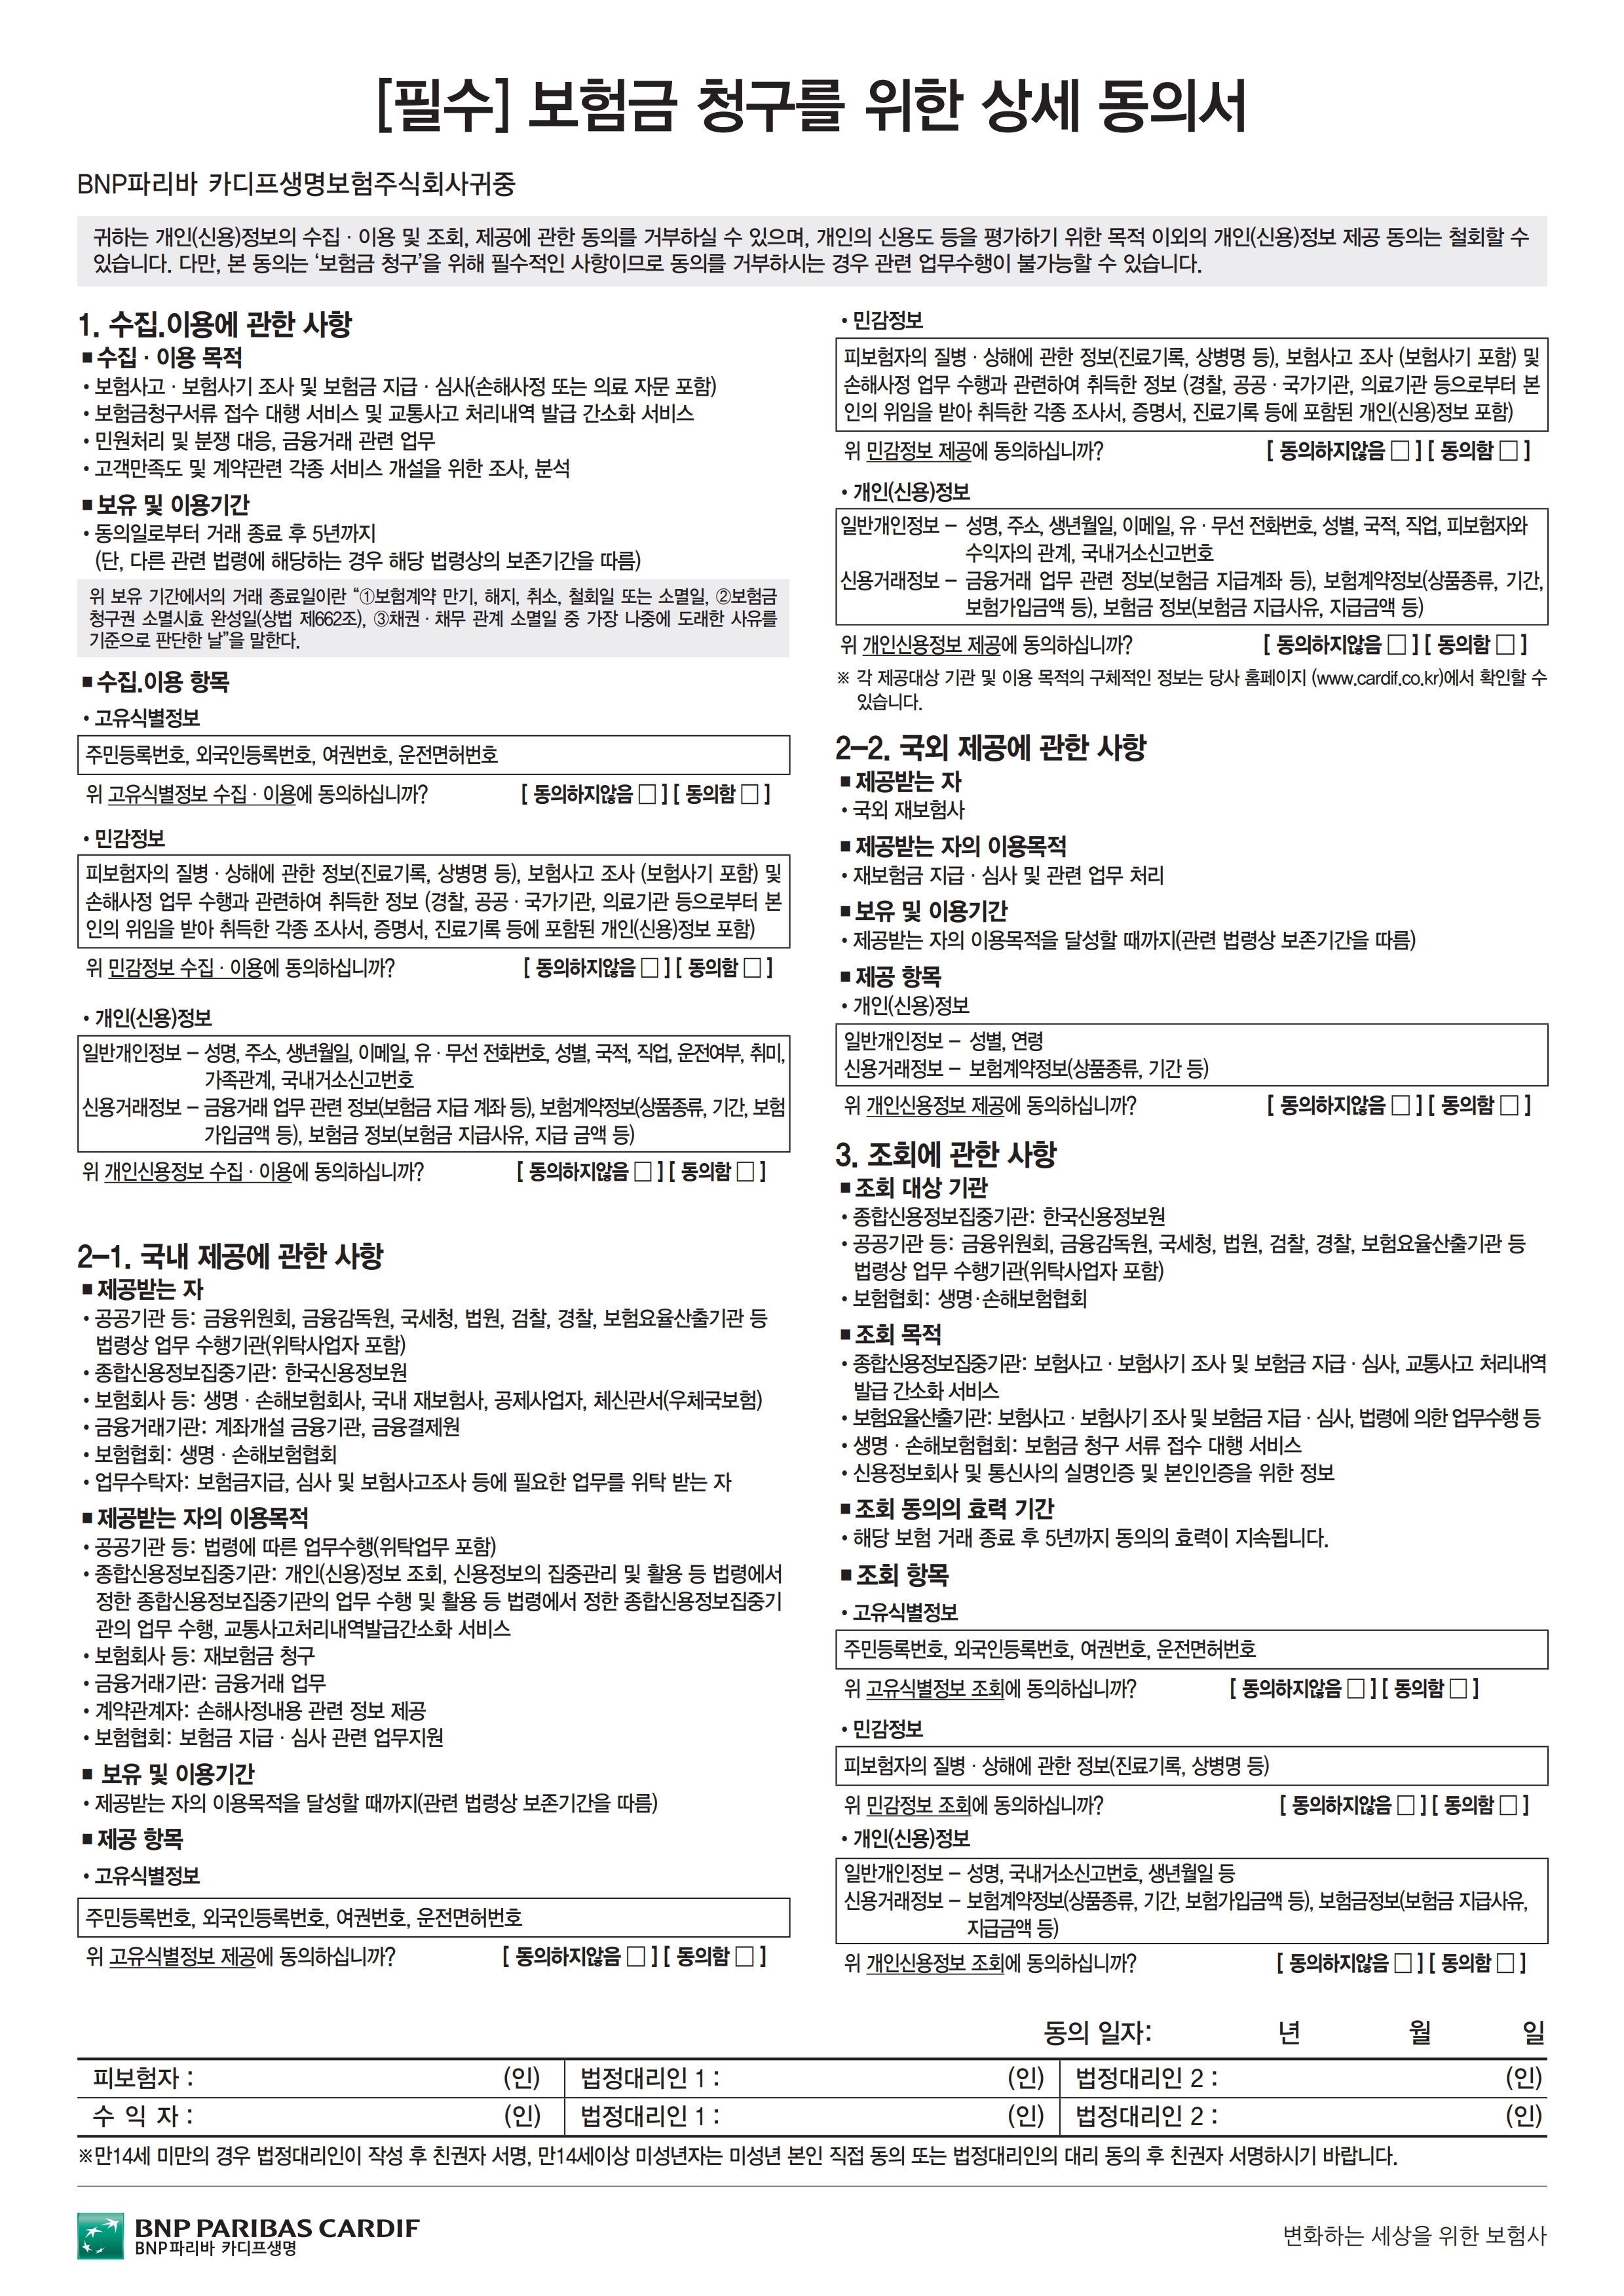 [필수] 보험금 청구를 위한 상세 동의서
BNP파리바 카디프생명보험주식회사귀중
귀하는 개인(신용)정보의 수집 · 이용 및 조회, 제공에 관한 동의를 거부하실 수 있으며, 개인의 신용도 등을 평가하기 위한 목적 이외의 개인(신용)정보 제공 동의는 철회할 수
있습니다. 다만, 본 동의는 ‘보험금 청구’을 위해 필수적인 사항이므로 동의를 거부하시는 경우 관련 업무수행이 불가능할 수 있습니다.
1. 수집.이용에 관한 사항
■ 수집 · 이용 목적
• 보험사고 · 보험사기 조사 및 보험금 지급 · 심사(손해사정 또는 의료 자문 포함)
• 보험금청구서류 접수 대행 서비스 및 교통사고 처리내역 발급 간소화 서비스
• 민원처리 및 분쟁 대응, 금융거래 관련 업무
• 고객만족도 및 계약관련 각종 서비스 개설을 위한 조사, 분석
■ 보유 및 이용기간
• 동의일로부터 거래 종료 후 5년까지
(단, 다른 관련 법령에 해당하는 경우 해당 법령상의 보존기간을 따름)
위 보유 기간에서의 거래 종료일이란 “①보험계약 만기, 해지, 취소, 철회일 또는 소멸일, ②보험금
청구권 소멸시효 완성일(상법 제662조), ③채권 · 채무 관계 소멸일 중 가장 나중에 도래한 사유를
기준으로 판단한 날”을 말한다.
■ 수집.이용 항목
• 고유식별정보
주민등록번호, 외국인등록번호, 여권번호, 운전면허번호
위 고유식별정보 수집 · 이용에 동의하십니까? [ 동의하지않음 □ ] [ 동의함 □ ]
• 민감정보
피보험자의 질병 · 상해에 관한 정보(진료기록, 상병명 등), 보험사고 조사 (보험사기 포함) 및
손해사정 업무 수행과 관련하여 취득한 정보 (경찰, 공공 · 국가기관, 의료기관 등으로부터 본
인의 위임을 받아 취득한 각종 조사서, 증명서, 진료기록 등에 포함된 개인(신용)정보 포함)
위 민감정보 수집 · 이용에 동의하십니까? [ 동의하지않음 □ ] [ 동의함 □ ]
• 개인(신용)정보
일반개인정보 – 성명, 주소, 생년월일, 이메일, 유 · 무선 전화번호, 성별, 국적, 직업, 운전여부, 취미,
가족관계, 국내거소신고번호
신용거래정보 – 금융거래 업무 관련 정보(보험금 지급 계좌 등), 보험계약정보(상품종류, 기간, 보험
가입금액 등), 보험금 정보(보험금 지급사유, 지급 금액 등)
위 개인신용정보 수집 · 이용에 동의하십니까? [ 동의하지않음 □ ] [ 동의함 □ ]
2–1. 국내 제공에 관한 사항
■ 제공받는 자
• 공공기관 등: 금융위원회, 금융감독원, 국세청, 법원, 검찰, 경찰, 보험요율산출기관 등
법령상 업무 수행기관(위탁사업자 포함)
• 종합신용정보집중기관: 한국신용정보원
• 보험회사 등: 생명 · 손해보험회사, 국내 재보험사, 공제사업자, 체신관서(우체국보험)
• 금융거래기관: 계좌개설 금융기관, 금융결제원
• 보험협회: 생명 · 손해보험협회
• 업무수탁자: 보험금지급, 심사 및 보험사고조사 등에 필요한 업무를 위탁 받는 자
■ 제공받는 자의 이용목적
• 공공기관 등: 법령에 따른 업무수행(위탁업무 포함)
• 종합신용정보집중기관: 개인(신용)정보 조회, 신용정보의 집중관리 및 활용 등 법령에서
정한 종합신용정보집중기관의 업무 수행 및 활용 등 법령에서 정한 종합신용정보집중기
관의 업무 수행, 교통사고처리내역발급간소화 서비스
• 보험회사 등: 재보험금 청구
• 금융거래기관: 금융거래 업무
• 계약관계자: 손해사정내용 관련 정보 제공
• 보험협회: 보험금 지급 · 심사 관련 업무지원
■ 보유 및 이용기간
• 제공받는 자의 이용목적을 달성할 때까지(관련 법령상 보존기간을 따름)
■ 제공 항목
• 고유식별정보
주민등록번호, 외국인등록번호, 여권번호, 운전면허번호
위 고유식별정보 제공에 동의하십니까? [ 동의하지않음 □ ] [ 동의함 □ ]
• 민감정보
피보험자의 질병 · 상해에 관한 정보(진료기록, 상병명 등), 보험사고 조사 (보험사기 포함) 및
손해사정 업무 수행과 관련하여 취득한 정보 (경찰, 공공 · 국가기관, 의료기관 등으로부터 본
인의 위임을 받아 취득한 각종 조사서, 증명서, 진료기록 등에 포함된 개인(신용)정보 포함)
위 민감정보 제공에 동의하십니까? [ 동의하지않음 □ ] [ 동의함 □ ]
• 개인(신용)정보
일반개인정보 – 성명, 주소, 생년월일, 이메일, 유 · 무선 전화번호, 성별, 국적, 직업, 피보험자와
수익자의 관계, 국내거소신고번호
신용거래정보 – 금융거래 업무 관련 정보(보험금 지급계좌 등), 보험계약정보(상품종류, 기간,
보험가입금액 등), 보험금 정보(보험금 지급사유, 지급금액 등)
위 개인신용정보 제공에 동의하십니까? [ 동의하지않음 □ ] [ 동의함 □ ]
※ 각 제공대상 기관 및 이용 목적의 구체적인 정보는 당사 홈페이지 (www.cardif.co.kr)에서 확인할 수
있습니다.
2–2. 국외 제공에 관한 사항
■ 제공받는 자
• 국외 재보험사
■ 제공받는 자의 이용목적
• 재보험금 지급 · 심사 및 관련 업무 처리
■ 보유 및 이용기간
• 제공받는 자의 이용목적을 달성할 때까지(관련 법령상 보존기간을 따름)
■ 제공 항목
• 개인(신용)정보
일반개인정보 – 성별, 연령
신용거래정보 – 보험계약정보(상품종류, 기간 등)
위 개인신용정보 제공에 동의하십니까? [ 동의하지않음 □ ] [ 동의함 □ ]
3. 조회에 관한 사항
■ 조회 대상 기관
• 종합신용정보집중기관: 한국신용정보원
• 공공기관 등: 금융위원회, 금융감독원, 국세청, 법원, 검찰, 경찰, 보험요율산출기관 등
법령상 업무 수행기관(위탁사업자 포함)
• 보험협회: 생명·손해보험협회
■ 조회 목적
• 종합신용정보집중기관: 보험사고 · 보험사기 조사 및 보험금 지급 · 심사, 교통사고 처리내역
발급 간소화 서비스
• 보험요율산출기관: 보험사고 · 보험사기 조사 및 보험금 지급 · 심사, 법령에 의한 업무수행 등
• 생명 · 손해보험협회: 보험금 청구 서류 접수 대행 서비스
• 신용정보회사 및 통신사의 실명인증 및 본인인증을 위한 정보
■ 조회 동의의 효력 기간
• 해당 보험 거래 종료 후 5년까지 동의의 효력이 지속됩니다.
■ 조회 항목
• 고유식별정보
주민등록번호, 외국인등록번호, 여권번호, 운전면허번호
위 고유식별정보 조회에 동의하십니까? [ 동의하지않음 □ ] [ 동의함 □ ]
• 민감정보
피보험자의 질병 · 상해에 관한 정보(진료기록, 상병명 등)
위 민감정보 조회에 동의하십니까? [ 동의하지않음 □ ] [ 동의함 □ ]
• 개인(신용)정보
일반개인정보 – 성명, 국내거소신고번호, 생년월일 등
신용거래정보 – 보험계약정보(상품종류, 기간, 보험가입금액 등), 보험금정보(보험금 지급사유,
지급금액 등)
위 개인신용정보 조회에 동의하십니까? [ 동의하지않음 □ ] [ 동의함 □ ]
동의 일자: 년 월 일
피보험자 : (인) 법정대리인 1 : (인) 법정대리인 2 : (인)
수 익 자 : (인) 법정대리인 1 : (인) 법정대리인 2 : (인)
※만14세 미만의 경우 법정대리인이 작성 후 친권자 서명, 만14세이상 미성년자는 미성년 본인 직접 동의 또는 법정대리인의 대리 동의 후 친권자 서명하시기 바랍니다.
BNP PARIBAS CARDIF
BNP파리바 카디프생명
변화하는 세상을 위한 보험사